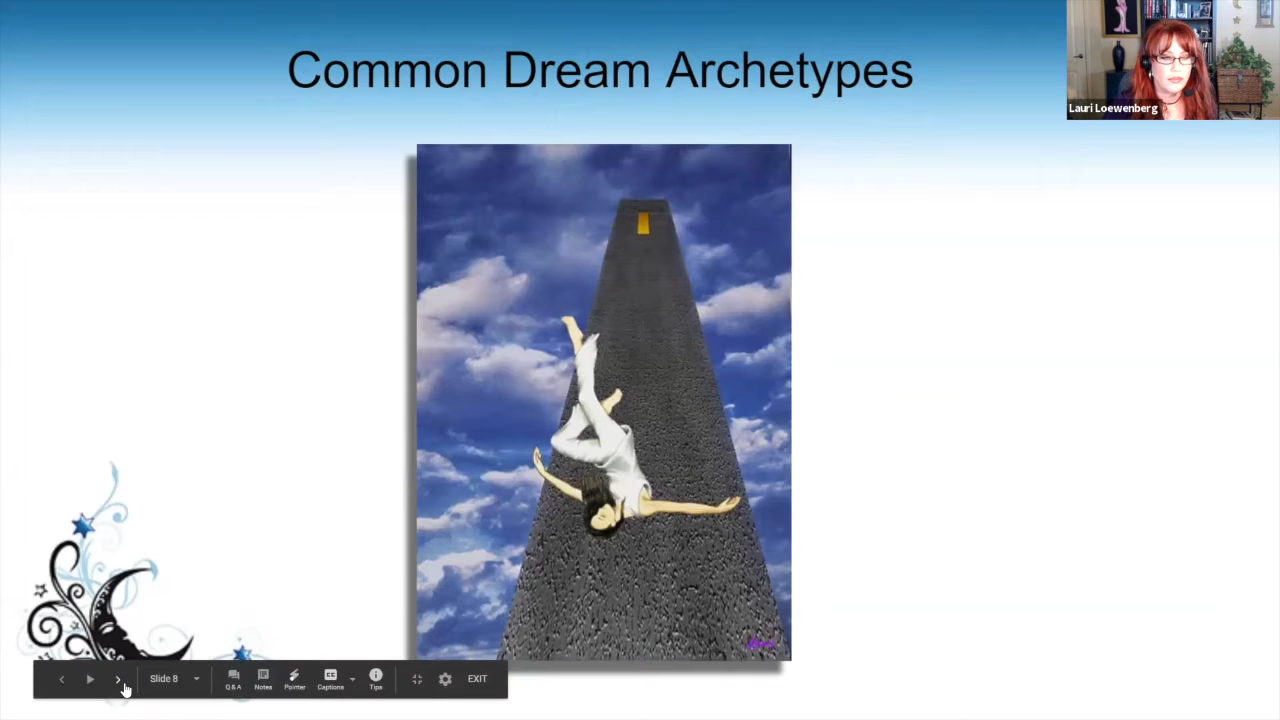 Common Dream Archetypes
Lauri Loewenberg
Slide 8
Q&A
Notes
Pointer
Captions
Tips
EXIT